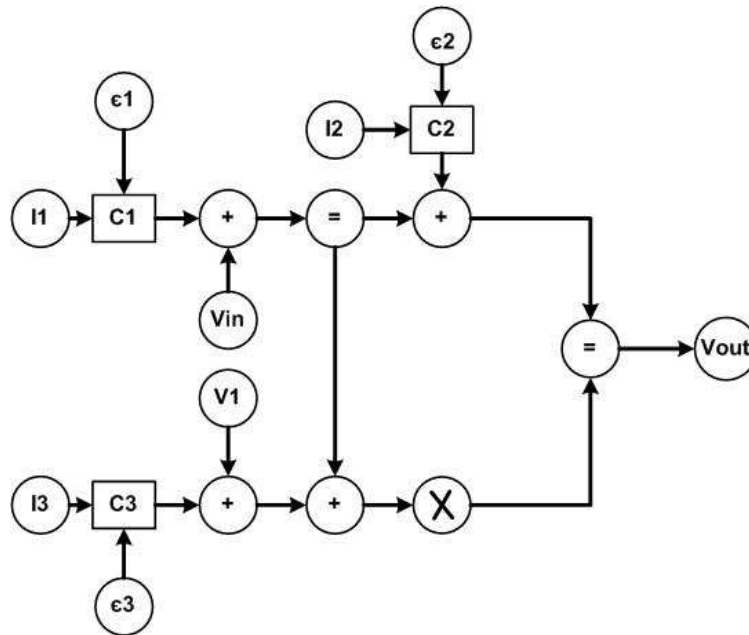 ϵ2
ϵ1
I2
C2
I1
C1
+
=
+
Vin
=
Vout
V1
I3
C3
+
+
X
ϵ3